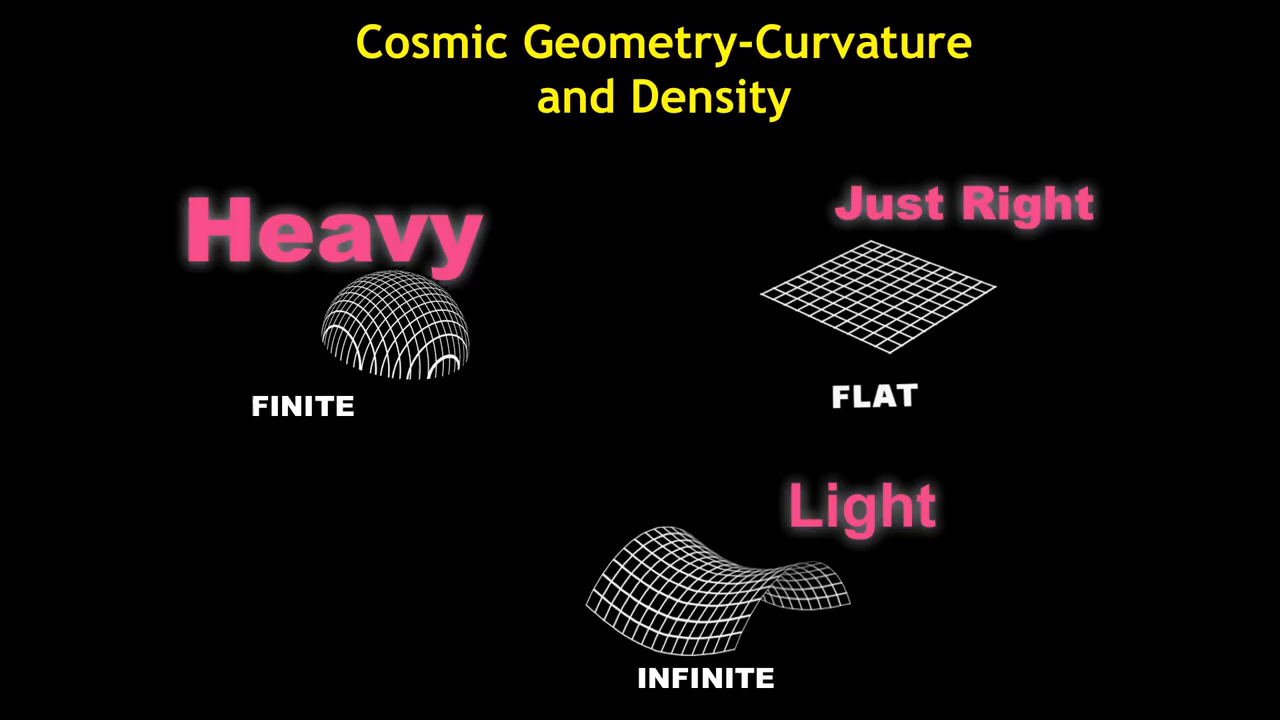 Cosmic Geometry-Curvature
and Density
Heavy
FINITE
Just Right
FLAT
Light
INFINITE